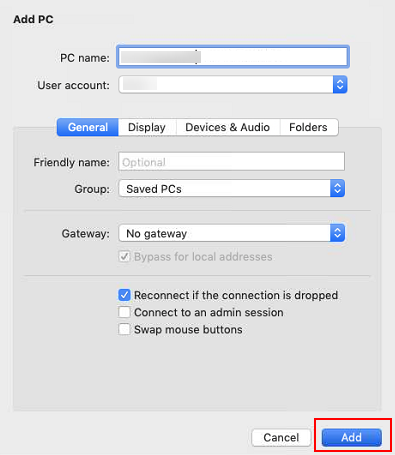 Add PC
PC name:
User account:
General Display Devices & Audio Folders
Friendly name: Optional
Group: Saved PCs
Gateway: No gateway
Bypass for local addresses
Reconnect if the connection is dropped
Connect to an admin session
Swap mouse buttons
Cancel Add